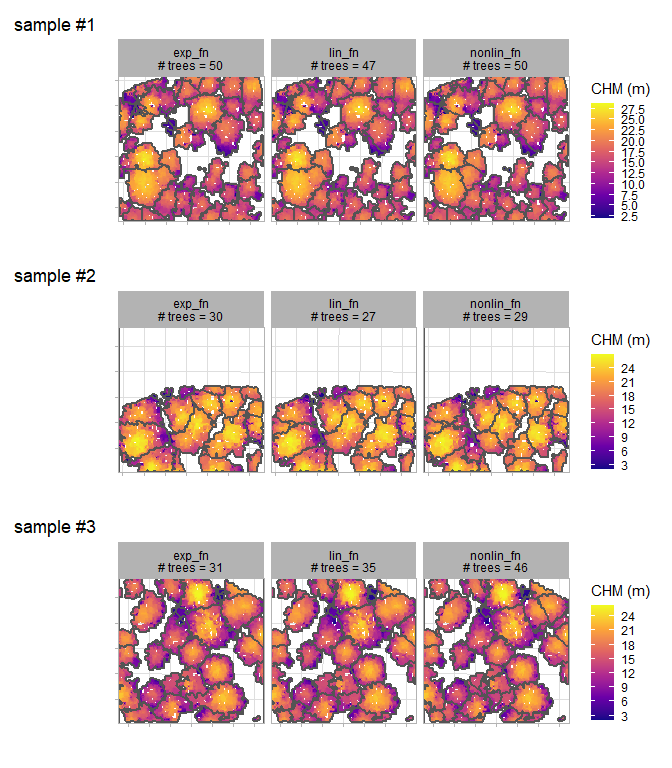 sample #1
exp_fn
# trees = 50
lin_fn
# trees = 47
nonlin_fn
# trees = 50
CHM (m)
27.5
25.0
22.5
20.0
17.5
15.0
12.5
10.0
7.5
5.0
2.5
sample #2
exp_fn
# trees = 30
lin_fn
# trees = 27
nonlin_fn
# trees = 29
CHM (m)
24
21
18
15
12
9
6
3
sample #3
exp_fn
# trees = 31
lin_fn
# trees = 35
nonlin_fn
# trees = 46
CHM (m)
24
21
18
15
12
9
6
3